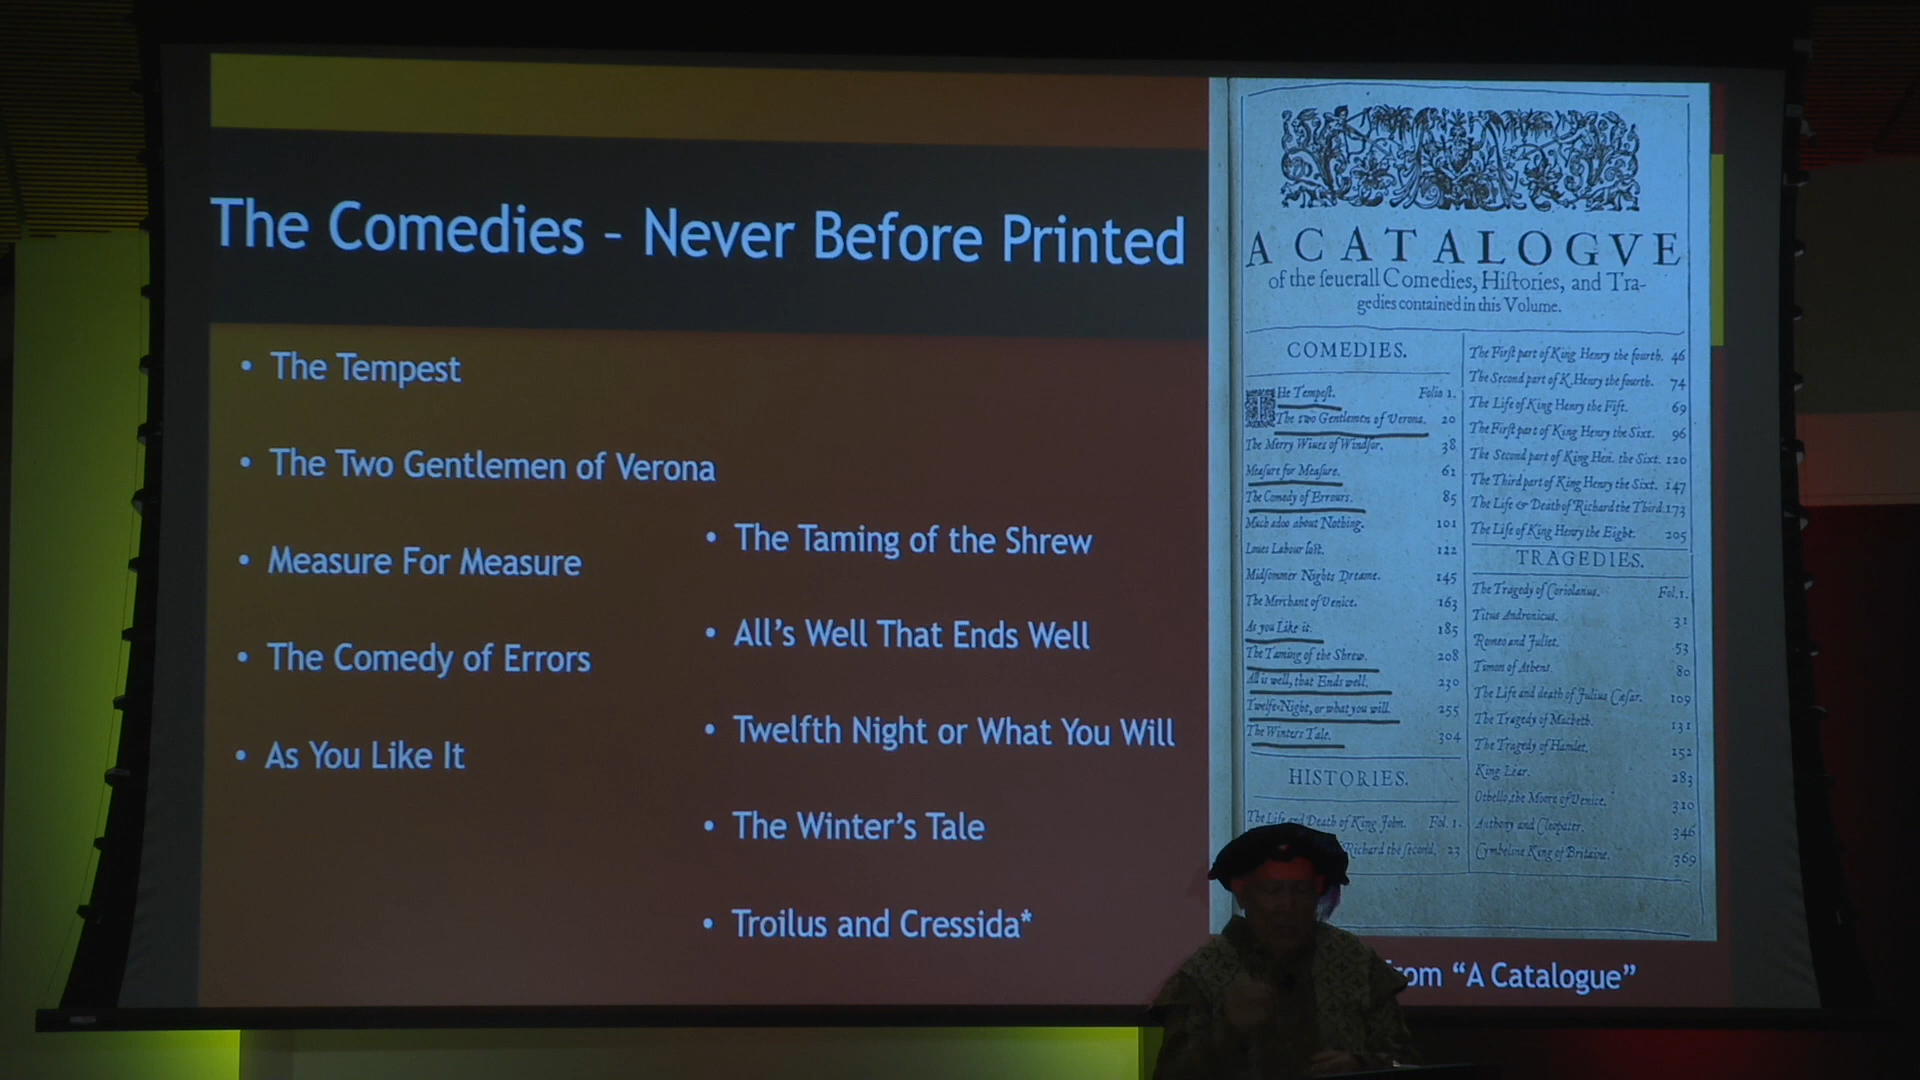 The Comedies – Never Before Printed
• The Tempest
• The Two Gentlemen of Verona
• Measure For Measure
• The Comedy of Errors
• As You Like It
• The Taming of the Shrew
• All's Well That Ends Well
• Twelfth Night or What You Will
• The Winter's Tale
• Troilus and Cressida*
A CATALOGVE
of the ſeuerall Comedies, Hiſtories, and Tra-
gedies contained in this Volume.
COMEDIES.
He Tempeſt. Folio 1.
The two Gentlemen of Verona. 20
The Merry Wiues of Windſor. 38
Meaſure for Meaſure. 61
The Comedy of Errours. 85
Much adoo about Nothing. 101
Loues Labour loſt. 122
Midſommer Nights Dreame. 145
The Merchant of Venice. 163
As you Like it. 185
The Taming of the Shrew. 208
All is well, that Ends well. 230
Twelfe-Night, or what you will. 255
The Winters Tale. 304
HISTORIES.
The Life and Death of King John. Fol. 1.
Richard the ſecond. 23
The Firſt part of King Henry the fourth. 46
The Second part of K. Henry the fourth. 74
The Life of King Henry the Fift. 69
The Firſt part of King Henry the Sixt. 96
The Second part of King Hen. the Sixt. 120
The Third part of King Henry the Sixt. 147
The Life & Death of Richard the Third. 173
The Life of King Henry the Eight. 205
TRAGEDIES.
The Tragedy of Coriolanus. Fol. 1.
Titus Andronicus. 31
Romeo and Juliet. 53
Timon of Athens. 80
The Life and death of Julius Cæſar. 109
The Tragedy of Macbeth. 131
The Tragedy of Hamlet. 152
King Lear. 283
Othello, the Moore of Venice. 310
Anthony and Cleopater. 346
Cymbeline King of Britaine. 369
from “A Catalogue”